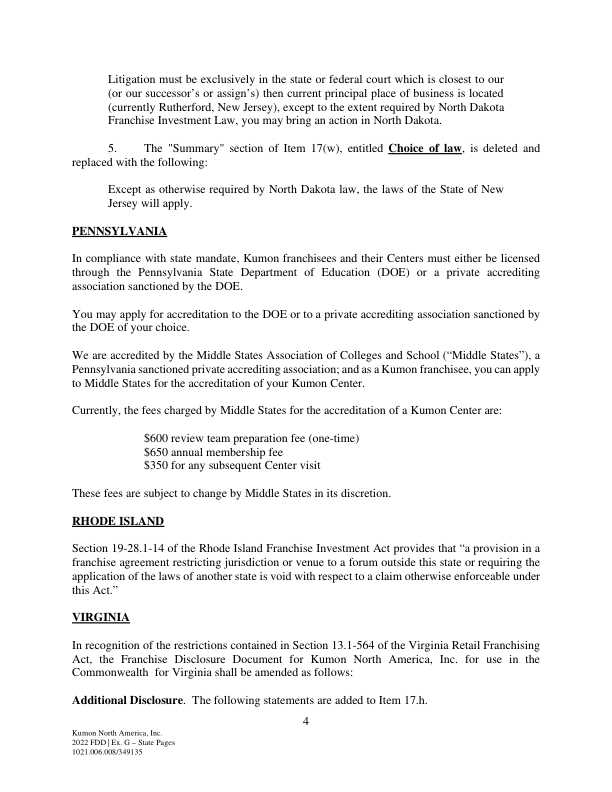 Litigation must be exclusively in the state or federal court which is closest to our
(or our successor’s or assign’s) then current principal place of business is located
(currently Rutherford, New Jersey), except to the extent required by North Dakota
Franchise Investment Law, you may bring an action in North Dakota.
5. The "Summary" section of Item 17(w), entitled Choice of law, is deleted and
replaced with the following:
Except as otherwise required by North Dakota law, the laws of the State of New
Jersey will apply.
PENNSYLVANIA
In compliance with state mandate, Kumon franchisees and their Centers must either be licensed
through the Pennsylvania State Department of Education (DOE) or a private accrediting
association sanctioned by the DOE.
You may apply for accreditation to the DOE or to a private accrediting association sanctioned by
the DOE of your choice.
We are accredited by the Middle States Association of Colleges and School (“Middle States”), a
Pennsylvania sanctioned private accrediting association; and as a Kumon franchisee, you can apply
to Middle States for the accreditation of your Kumon Center.
Currently, the fees charged by Middle States for the accreditation of a Kumon Center are:
$600 review team preparation fee (one-time)
$650 annual membership fee
$350 for any subsequent Center visit
These fees are subject to change by Middle States in its discretion.
RHODE ISLAND
Section 19-28.1-14 of the Rhode Island Franchise Investment Act provides that “a provision in a
franchise agreement restricting jurisdiction or venue to a forum outside this state or requiring the
application of the laws of another state is void with respect to a claim otherwise enforceable under
this Act.”
VIRGINIA
In recognition of the restrictions contained in Section 13.1-564 of the Virginia Retail Franchising
Act, the Franchise Disclosure Document for Kumon North America, Inc. for use in the
Commonwealth for Virginia shall be amended as follows:
Additional Disclosure. The following statements are added to Item 17.h.
4
Kumon North America, Inc.
2022 FDD | Ex. G – State Pages
1021.006.008/349135